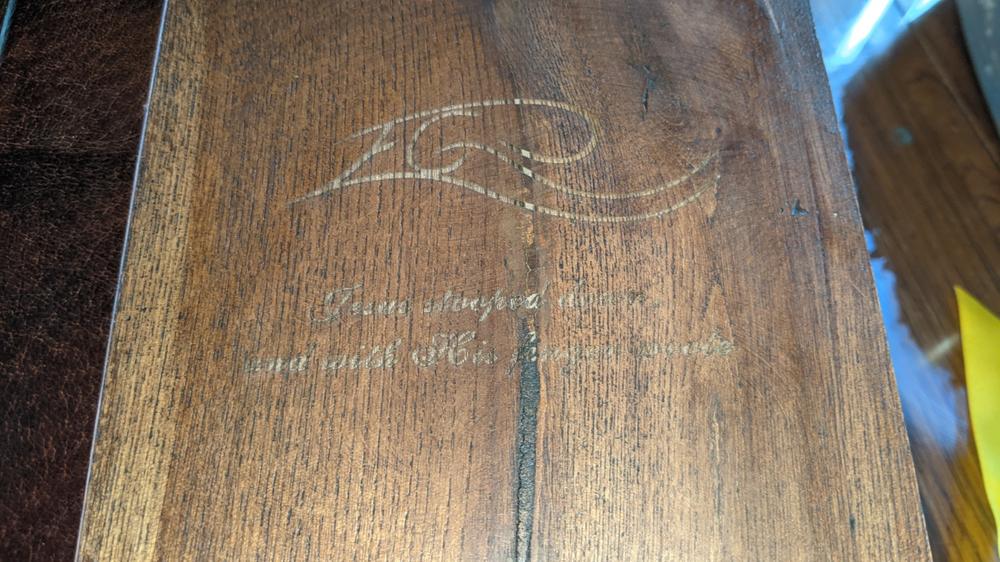 Jesus stooped down,
and with His finger wrote